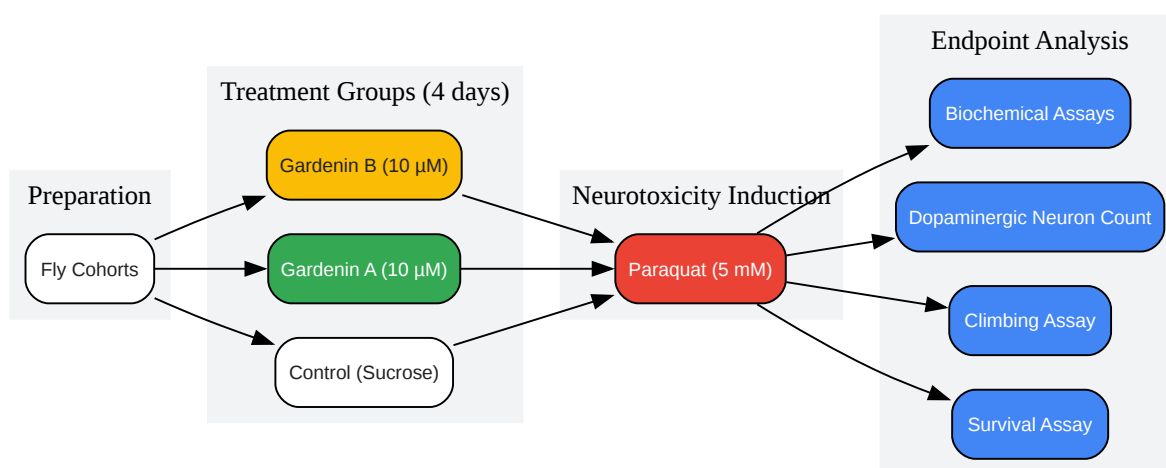 Preparation
Fly Cohorts
Treatment Groups (4 days)
Gardenin B (10 µM)
Gardenin A (10 µM)
Control (Sucrose)
Neurotoxicity Induction
Paraquat (5 mM)
Endpoint Analysis
Biochemical Assays
Dopaminergic Neuron Count
Climbing Assay
Survival Assay